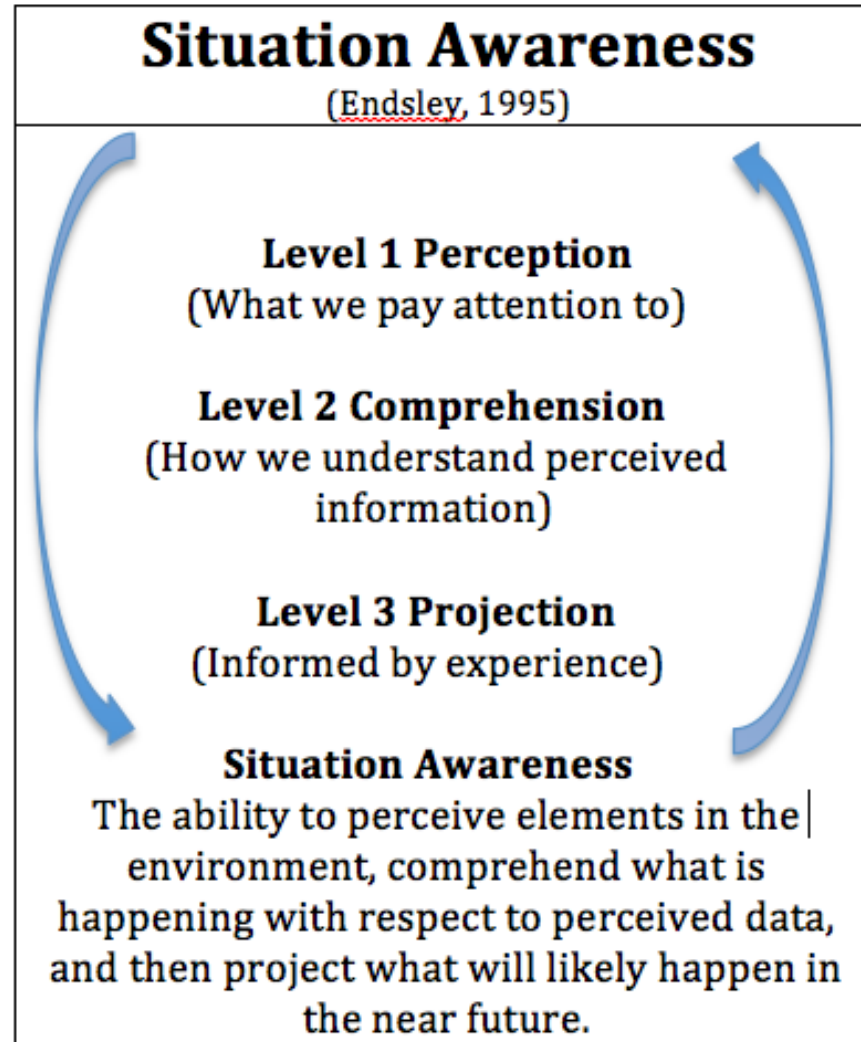 Situation Awareness
(Endsley, 1995)
Level 1 Perception
(What we pay attention to)
Level 2 Comprehension
(How we understand perceived
information)
Level 3 Projection
(Informed by experience)
Situation Awareness
The ability to perceive elements in the
environment, comprehend what is
happening with respect to perceived data,
and then project what will likely happen in
the near future.